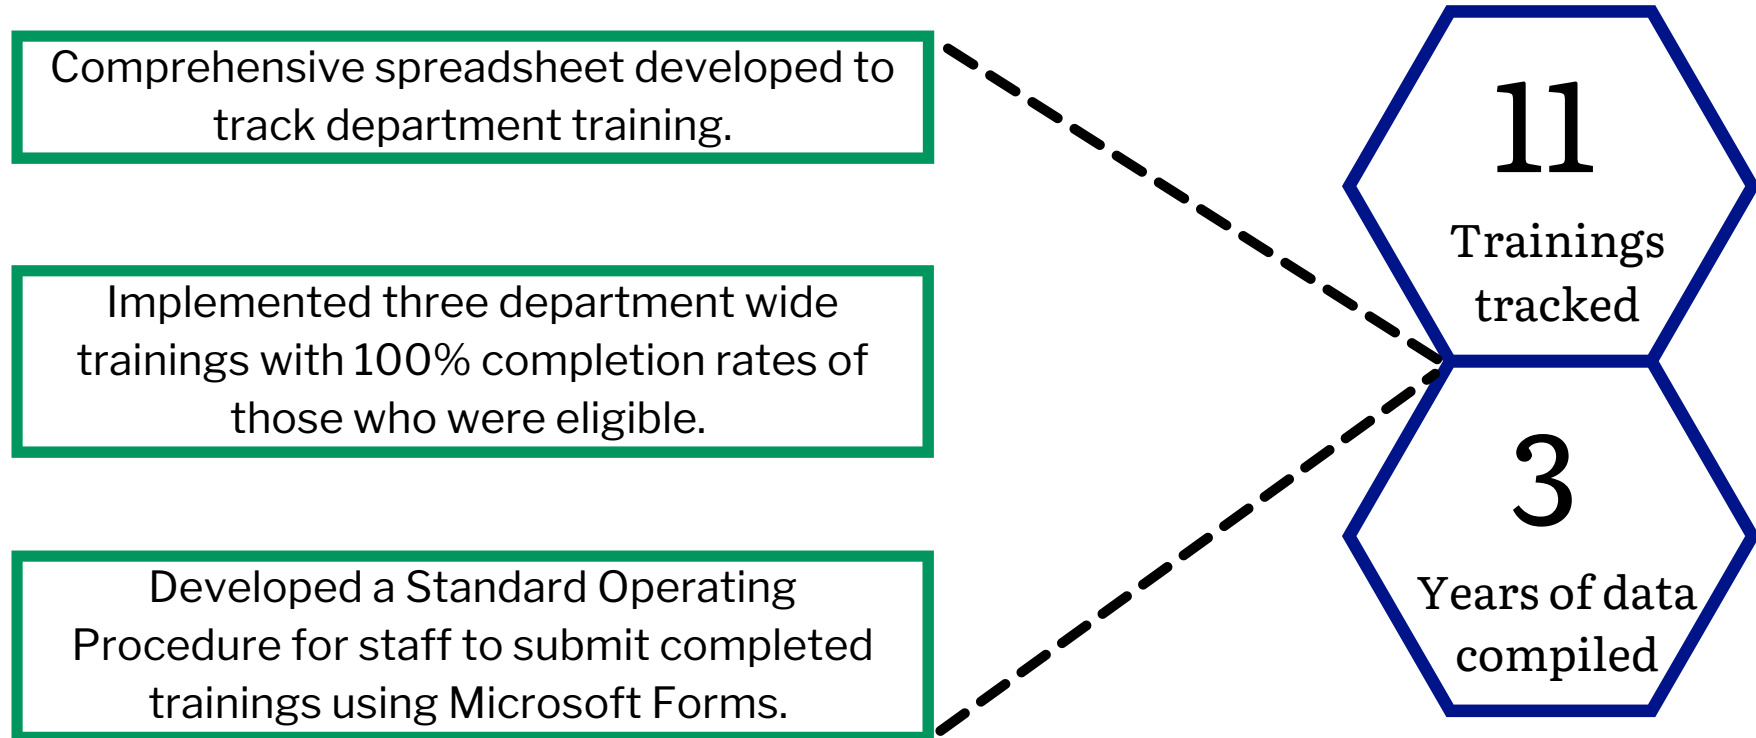 Comprehensive spreadsheet developed to
track department training.
Implemented three department wide
trainings with 100% completion rates of
those who were eligible.
Developed a Standard Operating
Procedure for staff to submit completed
trainings using Microsoft Forms.
11
Trainings
tracked
3
Years of data
compiled